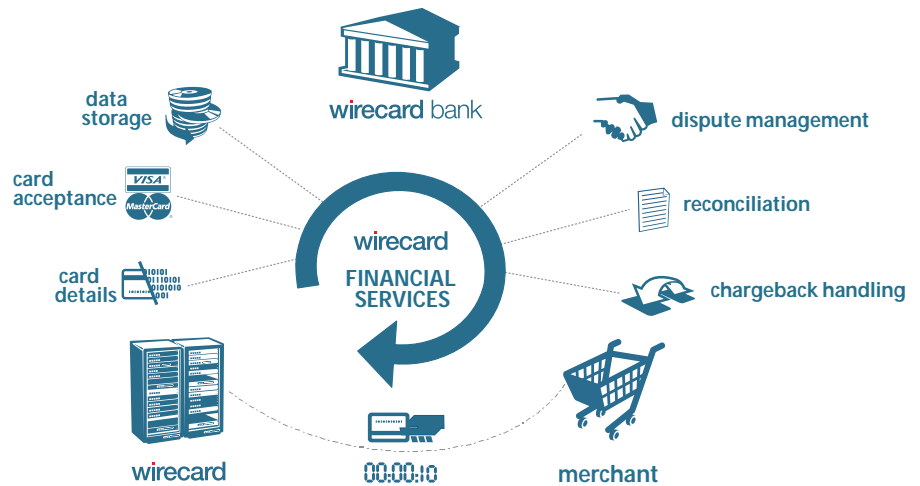 wirecard bank
data
storage
dispute management
card
acceptance
VISA
MasterCard
reconciliation
wirecard
FINANCIAL
SERVICES
card
details
chargeback handling
wirecard
00:00:10
merchant